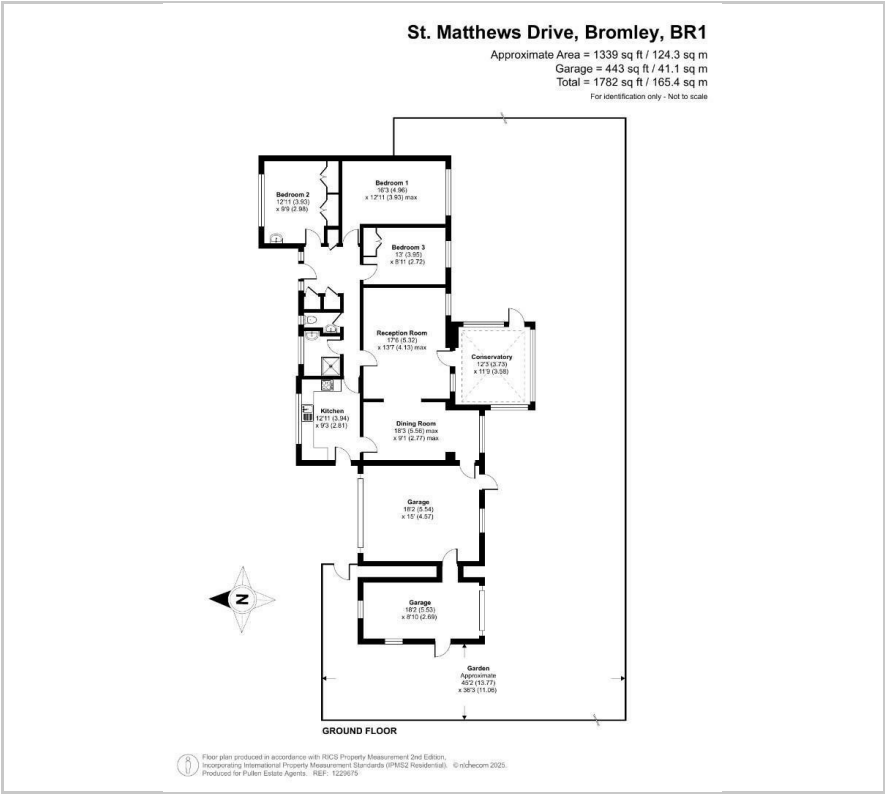 St. Matthews Drive, Bromley, BR1
Approximate Area = 1339 sq ft / 124.3 sq m
Garage = 443 sq ft / 41.1 sq m
Total = 1782 sq ft / 165.4 sq m
For identification only - Not to scale
Bedroom 2
12'11 (3.93)
x 9'9 (2.98)
Bedroom 1
16'3 (4.96)
x 12'11 (3.93) max
Bedroom 3
13' (3.95)
x 8'11 (2.72)
Reception Room
17'6 (5.32)
x 13'7 (4.13) max
Conservatory
12'3 (3.73)
x 11'9 (3.58)
Kitchen
12'11 (3.94)
x 9'3 (2.81)
Dining Room
18'3 (5.56) max
x 9'1 (2.77) max
Garage
18'2 (5.54)
x 15' (4.57)
N
Garage
18'2 (5.53)
x 8'10 (2.69)
Garden
Approximate
45'2 (13.77)
x 36'3 (11.06)
GROUND FLOOR
Floor plan produced in accordance with RICS Property Measurement 2nd Edition,
Incorporating International Property Measurement Standards (IPMS2 Residential). © nichecom 2025.
Produced for Pullen Estate Agents. REF: 1229675